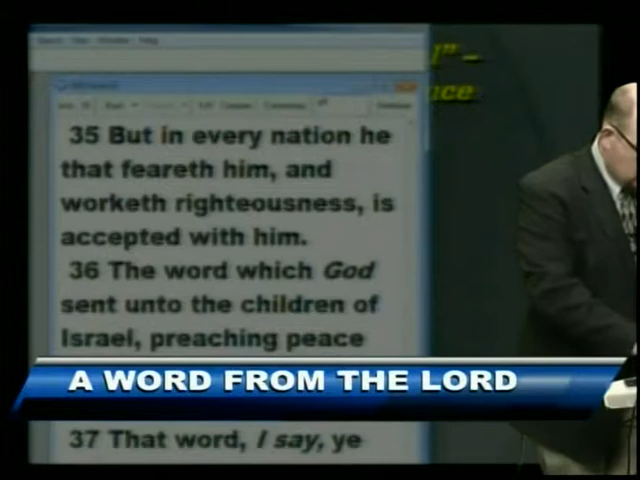 l" –
nce
35 But in every nation he
that feareth him, and
worketh righteousness, is
accepted with him.
36 The word which God
sent unto the children of
Israel, preaching peace
A WORD FROM THE LORD
37 That word, I say, ye